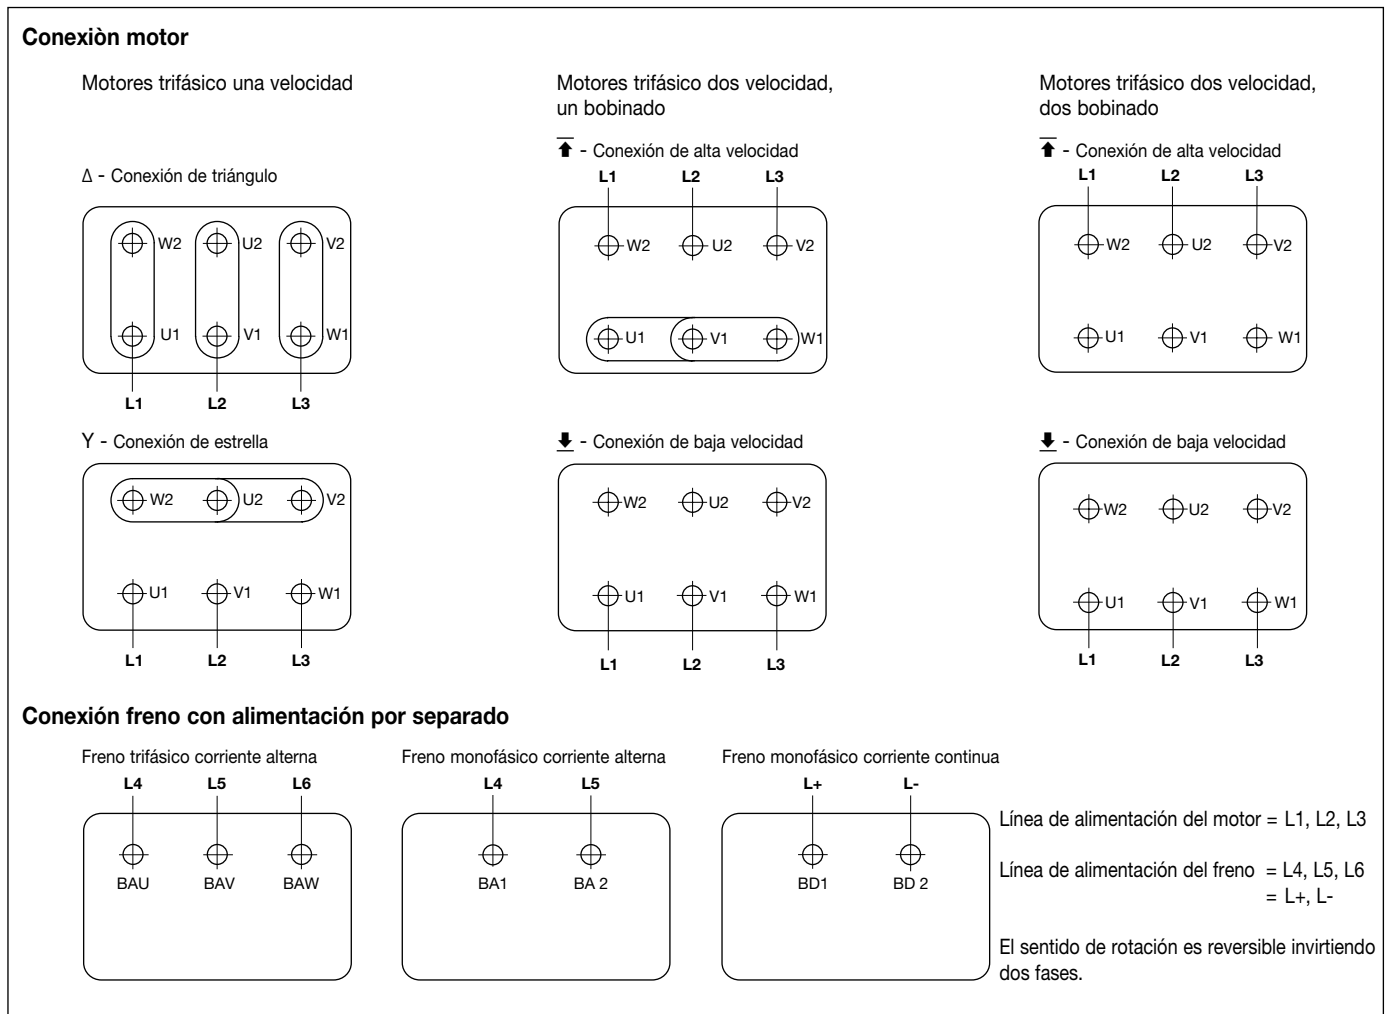 Conexiòn motor
Motores trifásico una velocidad
Δ - Conexión de triángulo
W2 U2 V2
U1 V1 W1
L1 L2 L3
Y - Conexión de estrella
W2 U2 V2
U1 V1 W1
L1 L2 L3
Motores trifásico dos velocidad,
un bobinado
- Conexión de alta velocidad
L1 L2 L3
W2 U2 V2
U1 V1 W1
- Conexión de baja velocidad
W2 U2 V2
U1 V1 W1
L1 L2 L3
Motores trifásico dos velocidad,
dos bobinado
- Conexión de alta velocidad
L1 L2 L3
W2 U2 V2
U1 V1 W1
- Conexión de baja velocidad
W2 U2 V2
U1 V1 W1
L1 L2 L3
Conexión freno con alimentación por separado
Freno trifásico corriente alterna
L4 L5 L6
BAU BAV BAW
Freno monofásico corriente alterna
L4 L5
BA1 BA 2
Freno monofásico corriente continua
L+ L-
BD1 BD 2
Línea de alimentación del motor = L1, L2, L3
Línea de alimentación del freno = L4, L5, L6
= L+, L-
El sentido de rotación es reversible invirtiendo
dos fases.